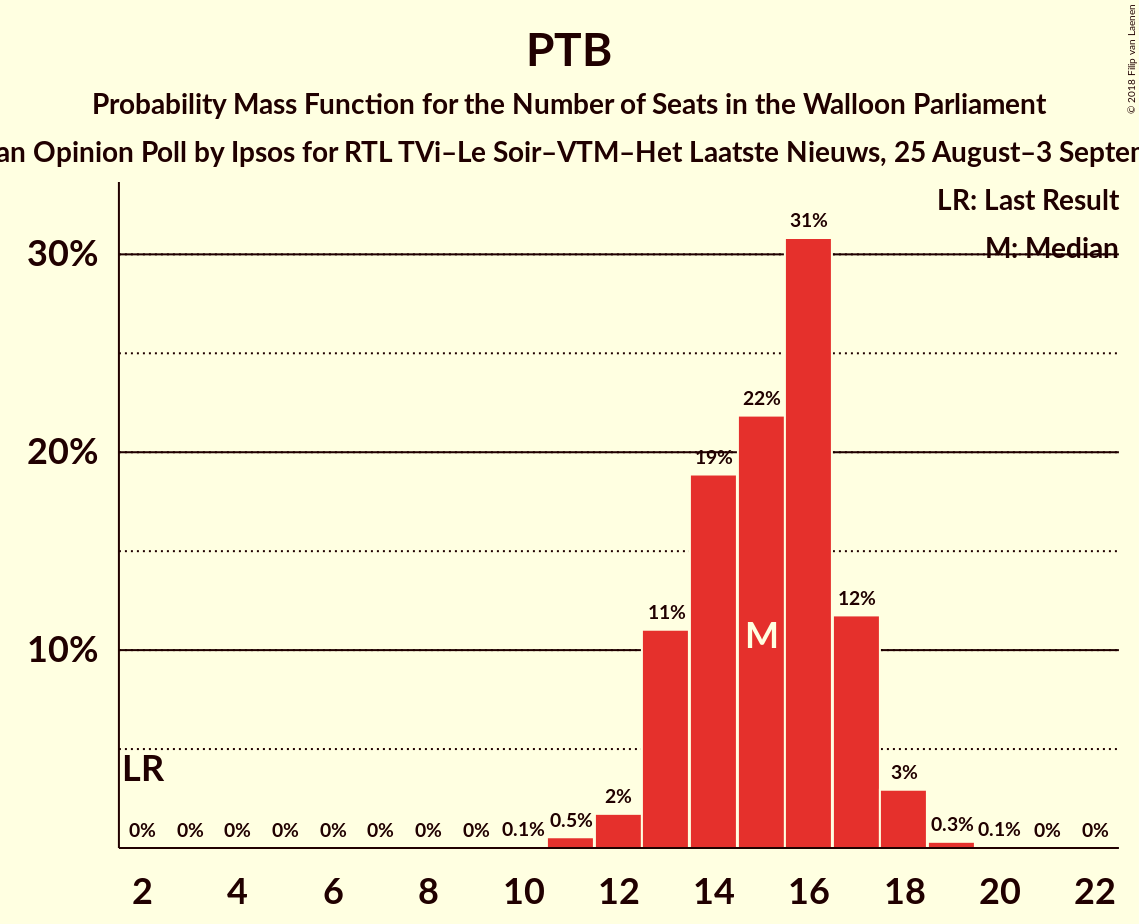 PTB
Probability Mass Function for the Number of Seats in the Walloon Parliament
an Opinion Poll by Ipsos for RTL TVi–Le Soir–VTM–Het Laatste Nieuws, 25 August–3 Septem
© 2018 Filip van Laenen
LR: Last Result
M: Median
30%
20%
10%
31%
22%
19%
12%
11%
M
LR
3%
2%
0% 0% 0% 0% 0% 0% 0% 0% 0.1% 0.5% 0.3% 0.1% 0% 0%
2 4 6 8 10 12 14 16 18 20 22